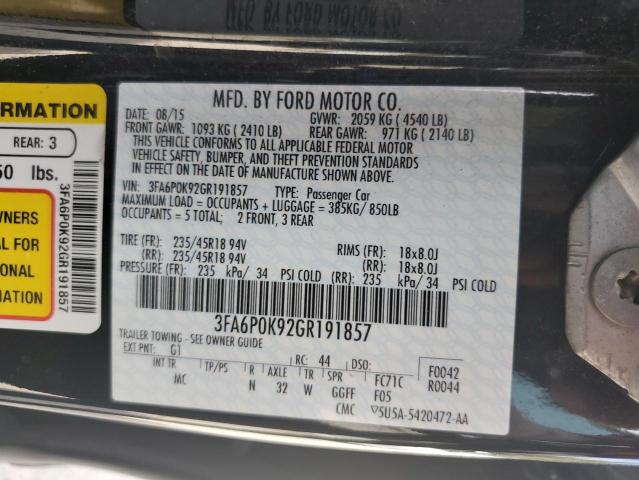 MFD. BY FORD MOTOR CO.
DATE: 08/15 GVWR: 2059 KG ( 4540 LB)
FRONT GAWR: 1093 KG ( 2410 LB) REAR GAWR: 971 KG ( 2140 LB)
THIS VEHICLE CONFORMS TO ALL APPLICABLE FEDERAL MOTOR
VEHICLE SAFETY, BUMPER, AND THEFT PREVENTION STANDARDS
IN EFFECT ON THE DATE OF MANUFACTURE SHOWN ABOVE.
VIN: 3FA6P0K92GR191857 TYPE: Passenger Car
MAXIMUM LOAD = OCCUPANTS + LUGGAGE = 385KG/ 850LB
OCCUPANTS = 5 TOTAL; 2 FRONT, 3 REAR
TIRE (FR): 235/45R18 94V RIMS (FR): 18x8.0J
(RR): 235/45R18 94V (RR): 18x8.0J
PRESSURE (FR): 235 kPa/ 34 PSI COLD (RR): 235 kPa/ 34 PSI COLD
3FA6P0K92GR191857
TRAILER TOWING - SEE OWNER GUIDE
EXT PNT: G1 RC: 44 DSO: F0042
INT TR TP/PS R AXLE TR SPR FC71C R0044
MC N 32 W GGFF F05
CMC 5U5A-5420472-AA
ORMATION
REAR: 3
50 lbs.
WNERS
AL FOR
ONAL
MATION
3FA6P0K92GR191857
MFD. BY FORD MOTOR CO.